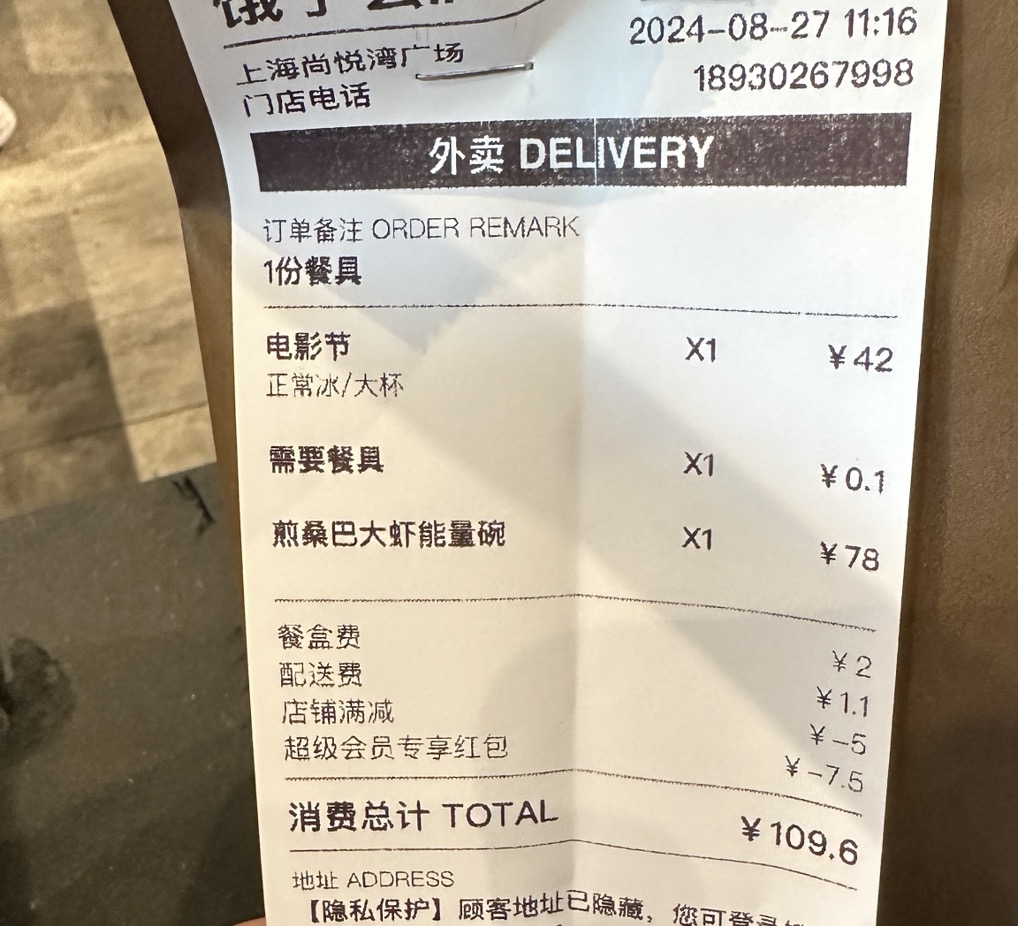 2024-08-27 11:16
上海尚悦湾广场
门店电话 18930267998
外卖 DELIVERY
订单备注 ORDER REMARK
1份餐具
电影节 X1 ¥42
正常冰/大杯
需要餐具 X1 ¥0.1
煎桑巴大虾能量碗 X1 ¥78
餐盒费 ¥2
配送费 ¥1.1
店铺满减 ¥-5
超级会员专享红包 ¥-7.5
消费总计 TOTAL ¥109.6
地址 ADDRESS
【隐私保护】顾客地址已隐藏，您可登录